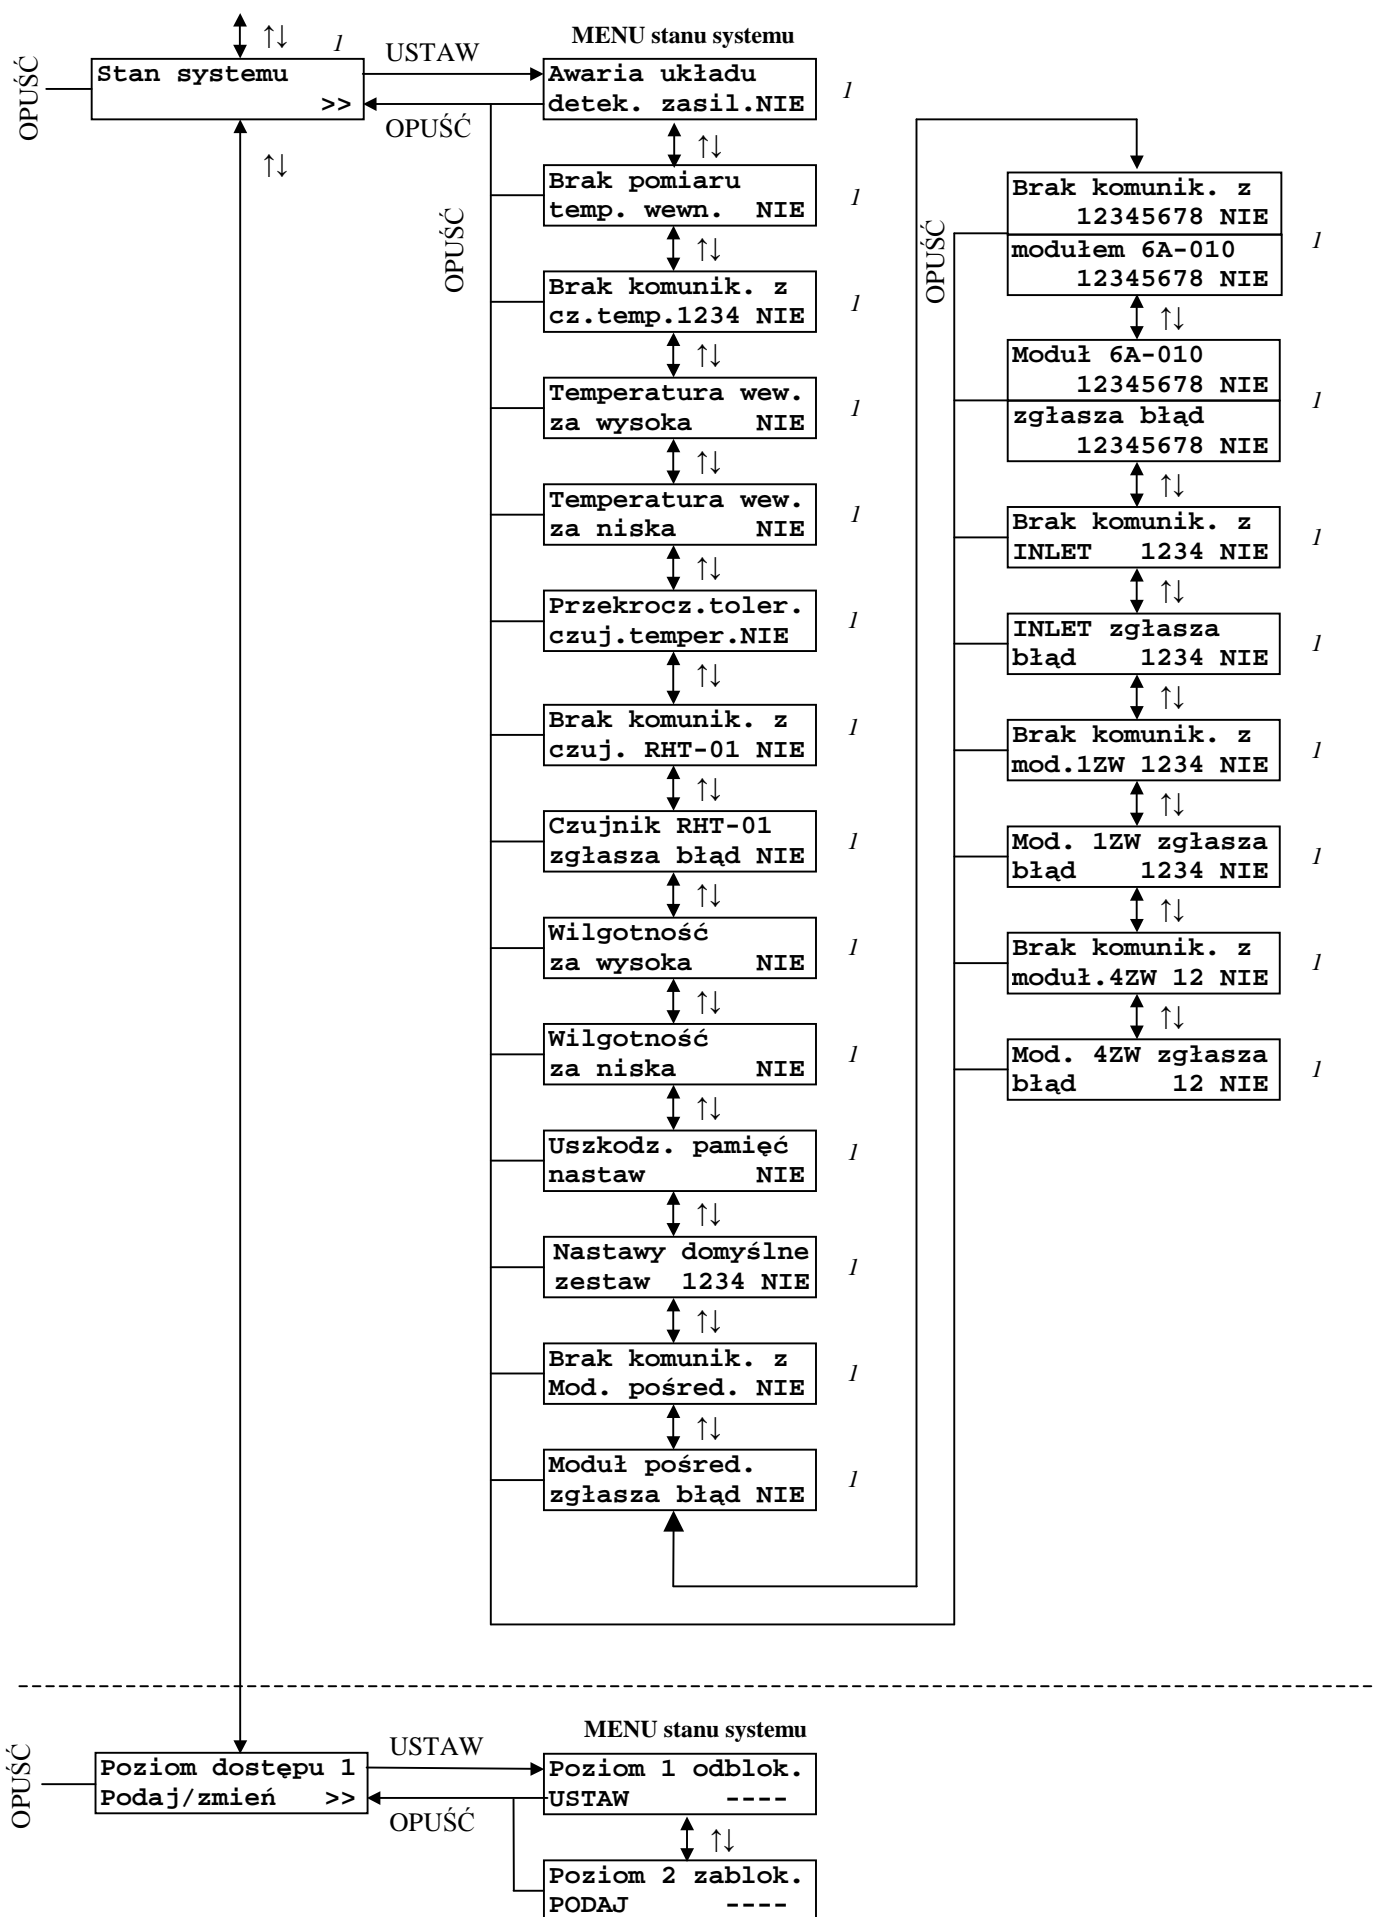 ↑↓ 1
OPUŚĆ
Stan systemu
>>
USTAW
OPUŚĆ
↑↓
MENU stanu systemu
OPUŚĆ
Awaria układu
detek. zasil.NIE
1
↑↓
Brak pomiaru
temp. wewn. NIE
1
↑↓
Brak komunik. z
cz.temp.1234 NIE
1
↑↓
Temperatura wew.
za wysoka NIE
1
↑↓
Temperatura wew.
za niska NIE
1
↑↓
Przekrocz.toler.
czuj.temper.NIE
1
↑↓
Brak komunik. z
czuj. RHT-01 NIE
1
↑↓
Czujnik RHT-01
zgłasza błąd NIE
1
↑↓
Wilgotność
za wysoka NIE
1
↑↓
Wilgotność
za niska NIE
1
↑↓
Uszkodz. pamięć
nastaw NIE
1
↑↓
Nastawy domyślne
zestaw 1234 NIE
1
↑↓
Brak komunik. z
Mod. pośred. NIE
1
↑↓
Moduł pośred.
zgłasza błąd NIE
1
OPUŚĆ
Brak komunik. z
12345678 NIE
modułem 6A-010
12345678 NIE
1
↑↓
Moduł 6A-010
12345678 NIE
zgłasza błąd
12345678 NIE
1
↑↓
Brak komunik. z
INLET 1234 NIE
1
↑↓
INLET zgłasza
błąd 1234 NIE
1
↑↓
Brak komunik. z
mod.1ZW 1234 NIE
1
↑↓
Mod. 1ZW zgłasza
błąd 1234 NIE
1
↑↓
Brak komunik. z
moduł.4ZW 12 NIE
1
↑↓
Mod. 4ZW zgłasza
błąd 12 NIE
1
OPUŚĆ
Poziom dostępu 1
Podaj/zmień >>
USTAW
OPUŚĆ
MENU stanu systemu
Poziom 1 odblok.
USTAW ----
↑↓
Poziom 2 zablok.
PODAJ ----